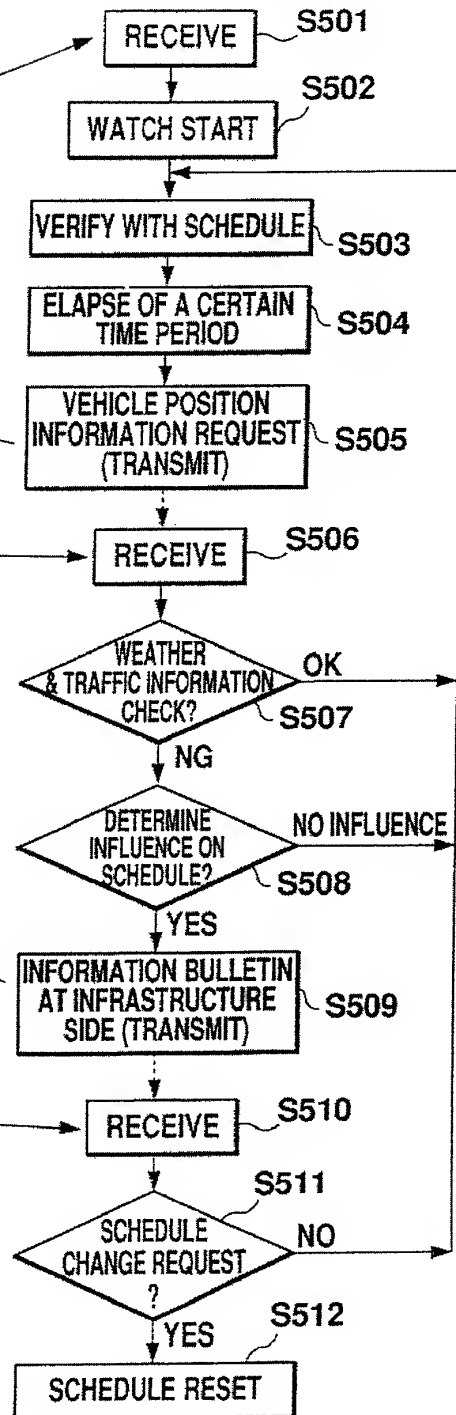 RECEIVE
S501
S502
WATCH START
VERIFY WITH SCHEDULE
S503
ELAPSE OF A CERTAIN
TIME PERIOD
S504
VEHICLE POSITION
INFORMATION REQUEST
(TRANSMIT)
S505
S506
RECEIVE
WEATHER
& TRAFFIC INFORMATION
CHECK?
OK
S507
NG
DETERMINE
INFLUENCE ON
SCHEDULE?
NO INFLUENCE
S508
YES
INFORMATION BULLETIN
AT INFRASTRUCTURE
SIDE (TRANSMIT)
S509
RECEIVE
S510
S511
SCHEDULE
CHANGE REQUEST
?
NO
YES
S512
SCHEDULE RESET